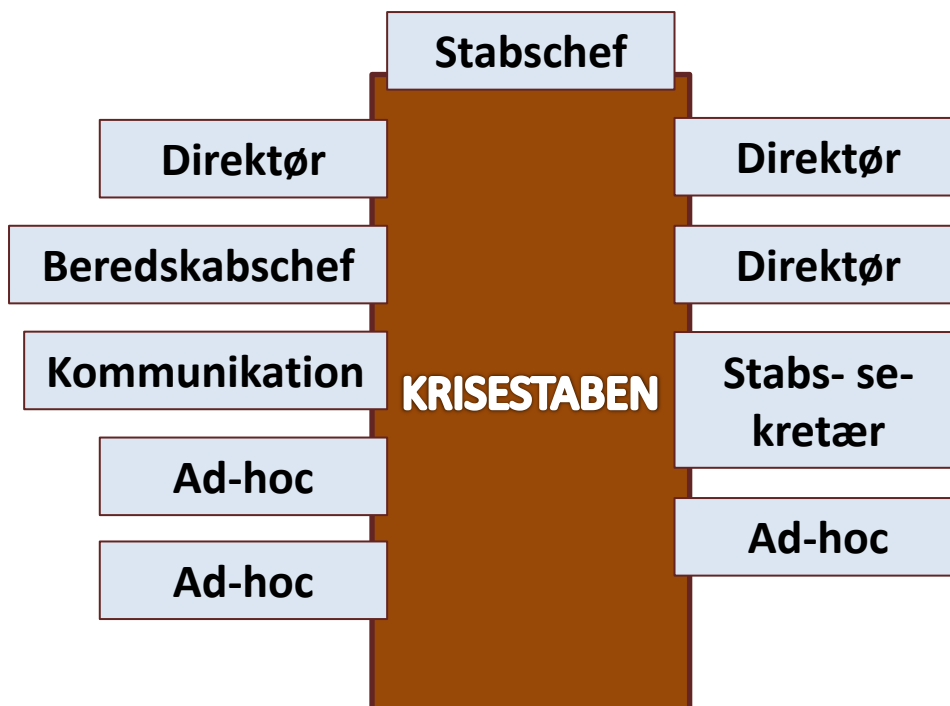 Stabschef
Direktør
Direktør
Beredskabschef
Direktør
Kommunikation
KRISESTABEN
Stabs- se-
kretær
Ad-hoc
Ad-hoc
Ad-hoc